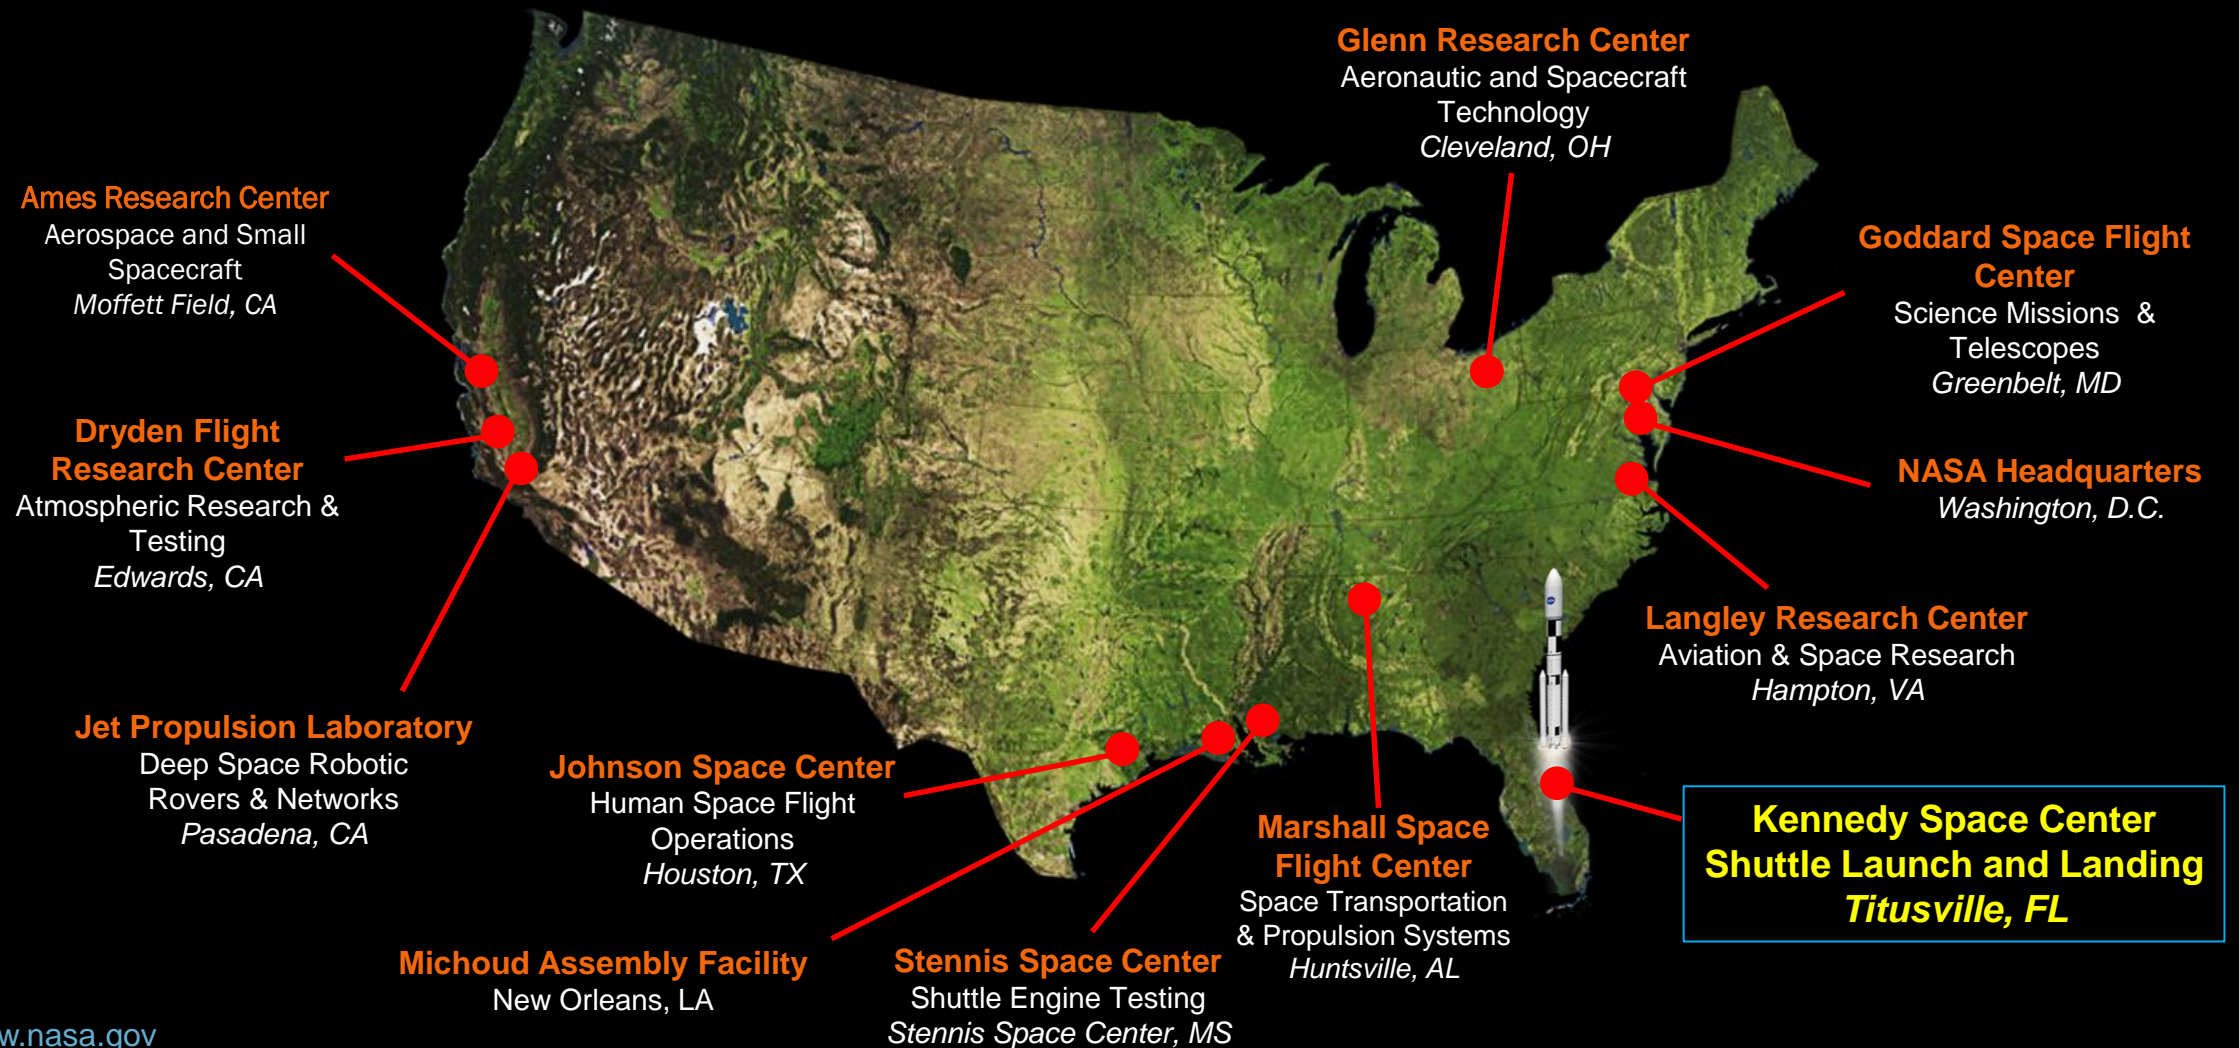 Glenn Research Center
Aeronautic and Spacecraft
Technology
Cleveland, OH
Ames Research Center
Aerospace and Small
Spacecraft
Moffett Field, CA
Goddard Space Flight
Center
Science Missions &
Telescopes
Greenbelt, MD
Dryden Flight
Research Center
Atmospheric Research &
Testing
Edwards, CA
NASA Headquarters
Washington, D.C.
Langley Research Center
Aviation & Space Research
Hampton, VA
Jet Propulsion Laboratory
Deep Space Robotic
Rovers & Networks
Pasadena, CA
Johnson Space Center
Human Space Flight
Operations
Houston, TX
Marshall Space
Flight Center
Space Transportation
& Propulsion Systems
Huntsville, AL
Kennedy Space Center
Shuttle Launch and Landing
Titusville, FL
Michoud Assembly Facility
New Orleans, LA
Stennis Space Center
Shuttle Engine Testing
Stennis Space Center, MS
w.nasa.gov